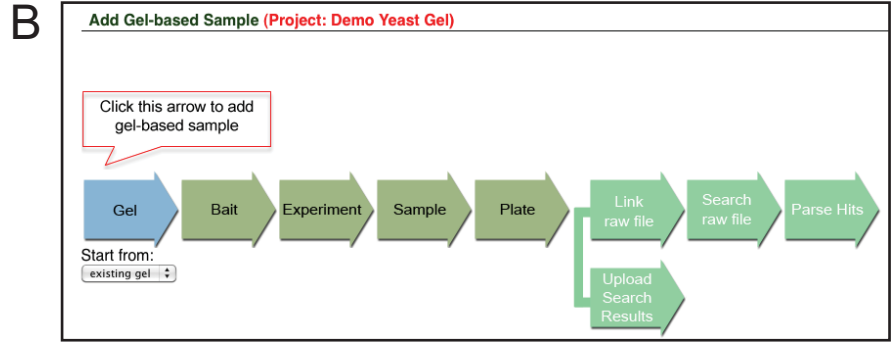 B
Add Gel-based Sample (Project: Demo Yeast Gel)
Click this arrow to add
gel-based sample
Gel
Bait
Experiment
Sample
Plate
Link
raw file
Search
raw file
Parse Hits
Start from:
existing gel
Upload
Search
Results